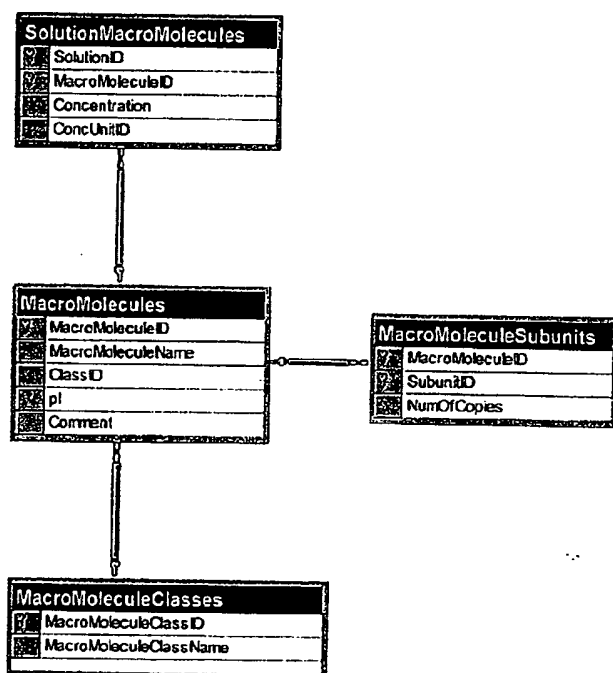 SolutionMacroMolecules
SolutionID
MacroMoleculeID
Concentration
ConcUnitID
MacroMolecules
MacroMoleculeID
MacroMoleculeName
ClassID
pI
Comment
MacroMoleculeSubunits
MacroMoleculeID
SubunitID
NumOfCopies
MacroMoleculeClasses
MacroMoleculeClassID
MacroMoleculeClassName